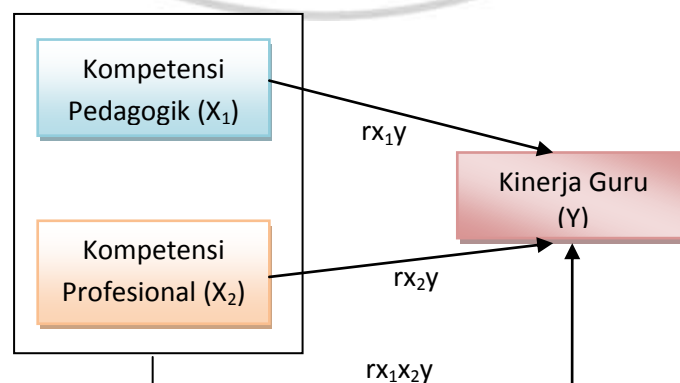 Kompetensi
Pedagogik (X₁)
rx₁y
Kinerja Guru
(Y)
Kompetensi
Profesional (X₂)
rx₂y
rx₁x₂y